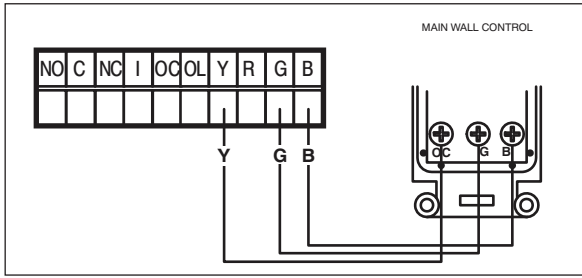 MAIN WALL CONTROL
NO C NC I OC OL Y R G B
OC G B
Y G B